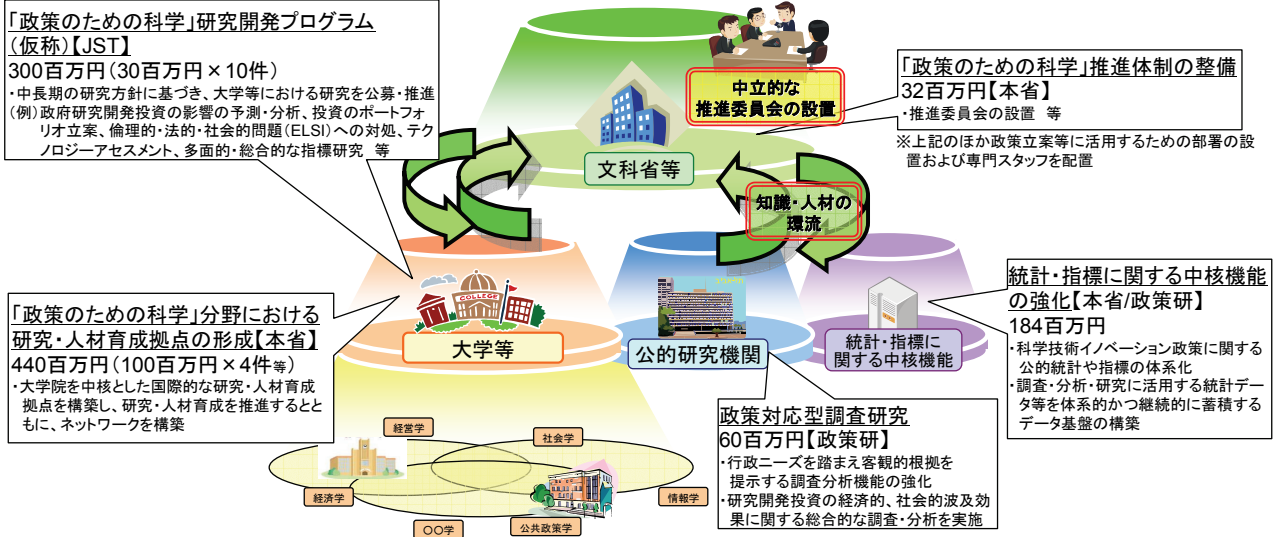 「政策のための科学」研究開発プログラム
(仮称)【JST】
300百万円(30百万円×10件)
・中長期の研究方針に基づき、大学等における研究を公募・推進
(例)政府研究開発投資の影響の予測・分析、投資のポートフォ
リオ立案、倫理的・法的・社会的問題(ELSI)への対処、テク
ノロジーアセスメント、多面的・総合的な指標研究 等
中立的な
推進委員会の設置
「政策のための科学」推進体制の整備
32百万円【本省】
・推進委員会の設置 等
※上記のほか政策立案等に活用するための部署の設
置および専門スタッフを配置
文科省等
知識・人材の
環流
「政策のための科学」分野における
研究・人材育成拠点の形成【本省】
440百万円(100百万円×4件等)
・大学院を中核とした国際的な研究・人材育成
拠点を構築し、研究・人材育成を推進するとと
もに、ネットワークを構築
COLLEGE
大学等
公的研究機関
統計・指標に
関する中核機能
統計・指標に関する中核機能
の強化【本省/政策研】
184百万円
・科学技術イノベーション政策に関する
公的統計や指標の体系化
・調査・分析・研究に活用する統計デー
タ等を体系的かつ継続的に蓄積する
データ基盤の構築
政策対応型調査研究
60百万円【政策研】
・行政ニーズを踏まえ客観的根拠を
提示する調査分析機能の強化
・研究開発投資の経済的、社会的波及効
果に関する総合的な調査・分析を実施
経営学
社会学
経済学
情報学
〇〇学
公共政策学